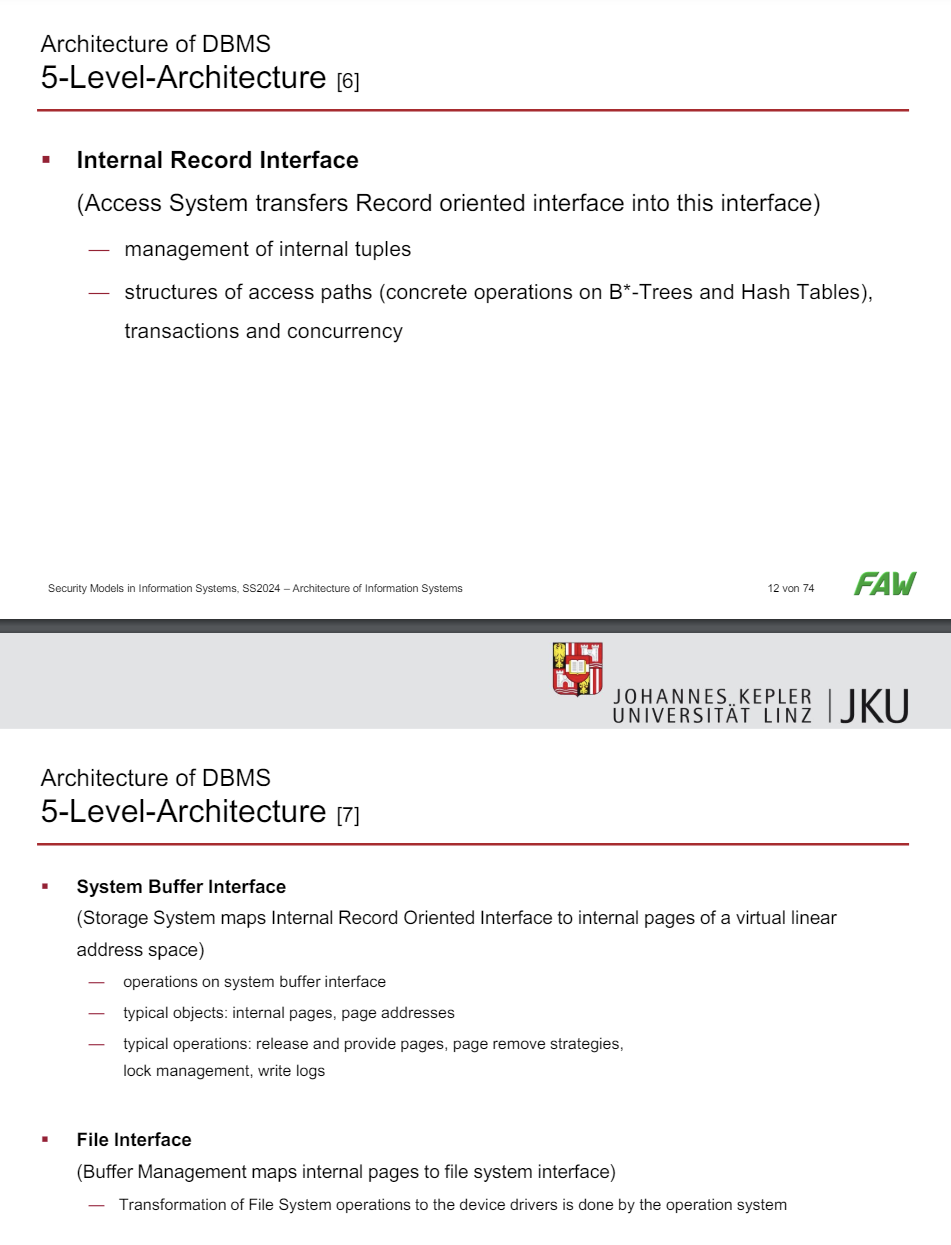 Architecture of DBMS
5-Level-Architecture [6]
▪ Internal Record Interface
(Access System transfers Record oriented interface into this interface)
— management of internal tuples
— structures of access paths (concrete operations on B*-Trees and Hash Tables),
transactions and concurrency
Security Models in Information Systems, SS2024 – Architecture of Information Systems 12 von 74 FAW
JOHANNES KEPLER
UNIVERSITÄT LINZ | JKU
Architecture of DBMS
5-Level-Architecture [7]
▪ System Buffer Interface
(Storage System maps Internal Record Oriented Interface to internal pages of a virtual linear
address space)
— operations on system buffer interface
— typical objects: internal pages, page addresses
— typical operations: release and provide pages, page remove strategies,
lock management, write logs
▪ File Interface
(Buffer Management maps internal pages to file system interface)
— Transformation of File System operations to the device drivers is done by the operation system